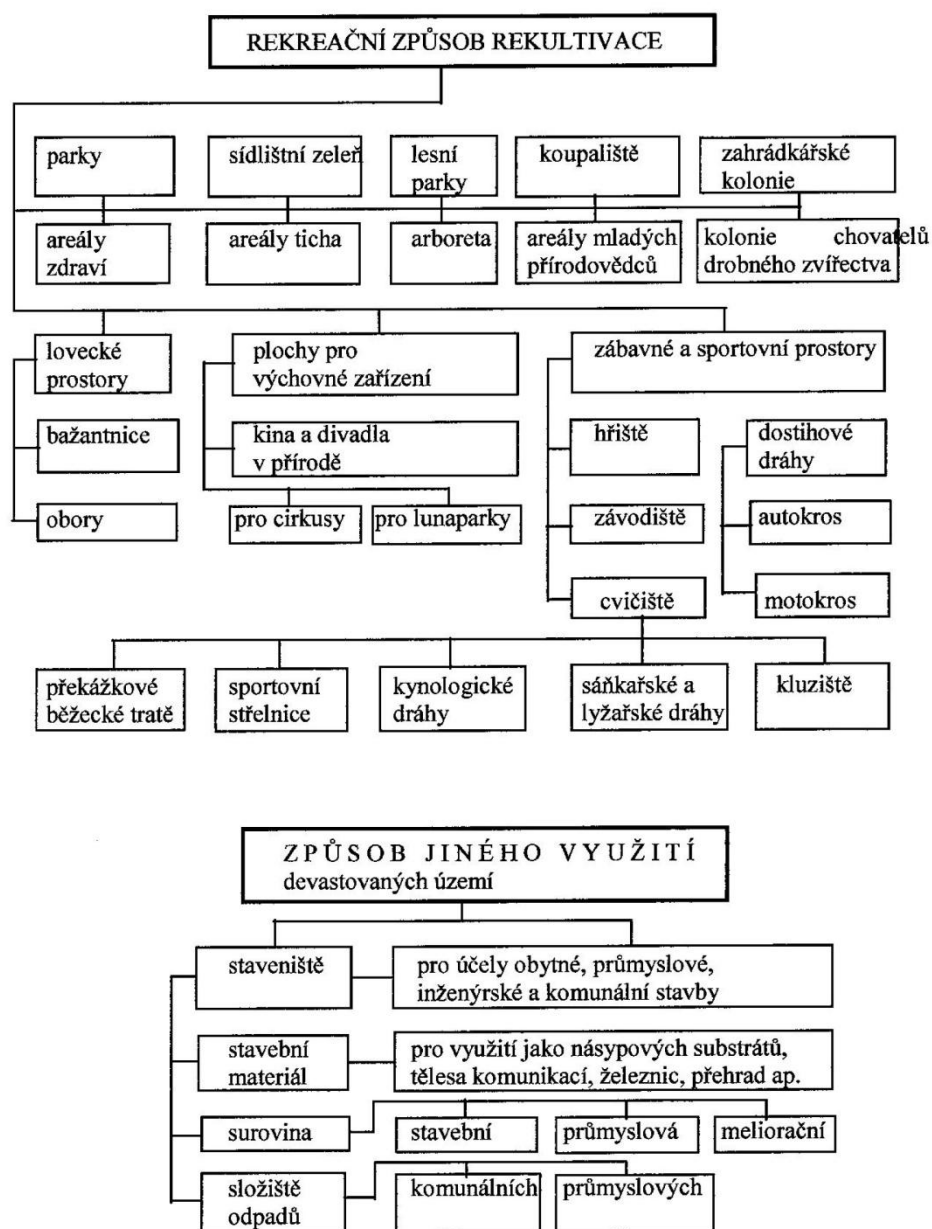 REKREAČNÍ ZPŮSOB REKULTIVACE
parky
sídlištní zeleň
lesní
parky
koupaliště
zahrádkářské
kolonie
areály
zdraví
areály ticha
arboreta
areály mladých
přírodovědců
kolonie chovatelů
drobného zvířectva
lovecké
prostory
plochy pro
výchovné zařízení
zábavné a sportovní prostory
bažantnice
kina a divadla
v přírodě
hřiště
dostihové
dráhy
obory
pro cirkusy
pro lunaparky
závodiště
autokros
cvičiště
motokros
překážkové
běžecké tratě
sportovní
střelnice
kynologické
dráhy
sáňkařské a
lyžařské dráhy
kluziště
ZPŮSOB JINÉHO VYUŽITÍ
devastovaných území
staveniště
pro účely obytné, průmyslové,
inženýrské a komunální stavby
stavební
materiál
pro využití jako násypových substrátů,
tělesa komunikací, železnic, přehrad ap.
surovina
stavební
průmyslová
meliorační
složiště
odpadů
komunálních
průmyslových